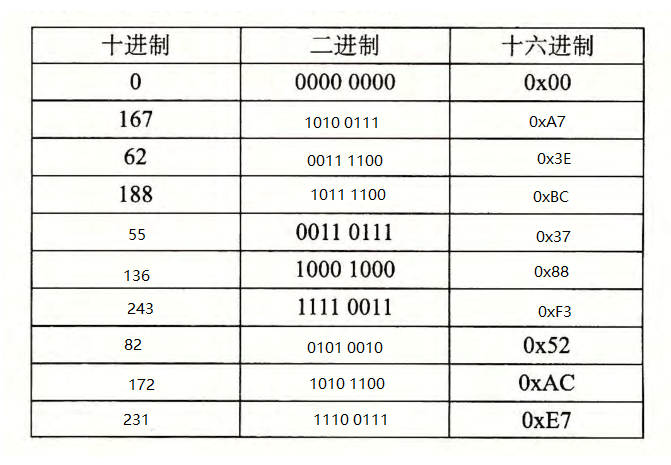 十进制 二进制 十六进制
0 0000 0000 0x00
167 1010 0111 0xA7
62 0011 1100 0x3E
188 1011 1100 0xBC
55 0011 0111 0x37
136 1000 1000 0x88
243 1111 0011 0xF3
82 0101 0010 0x52
172 1010 1100 0xAC
231 1110 0111 0xE7